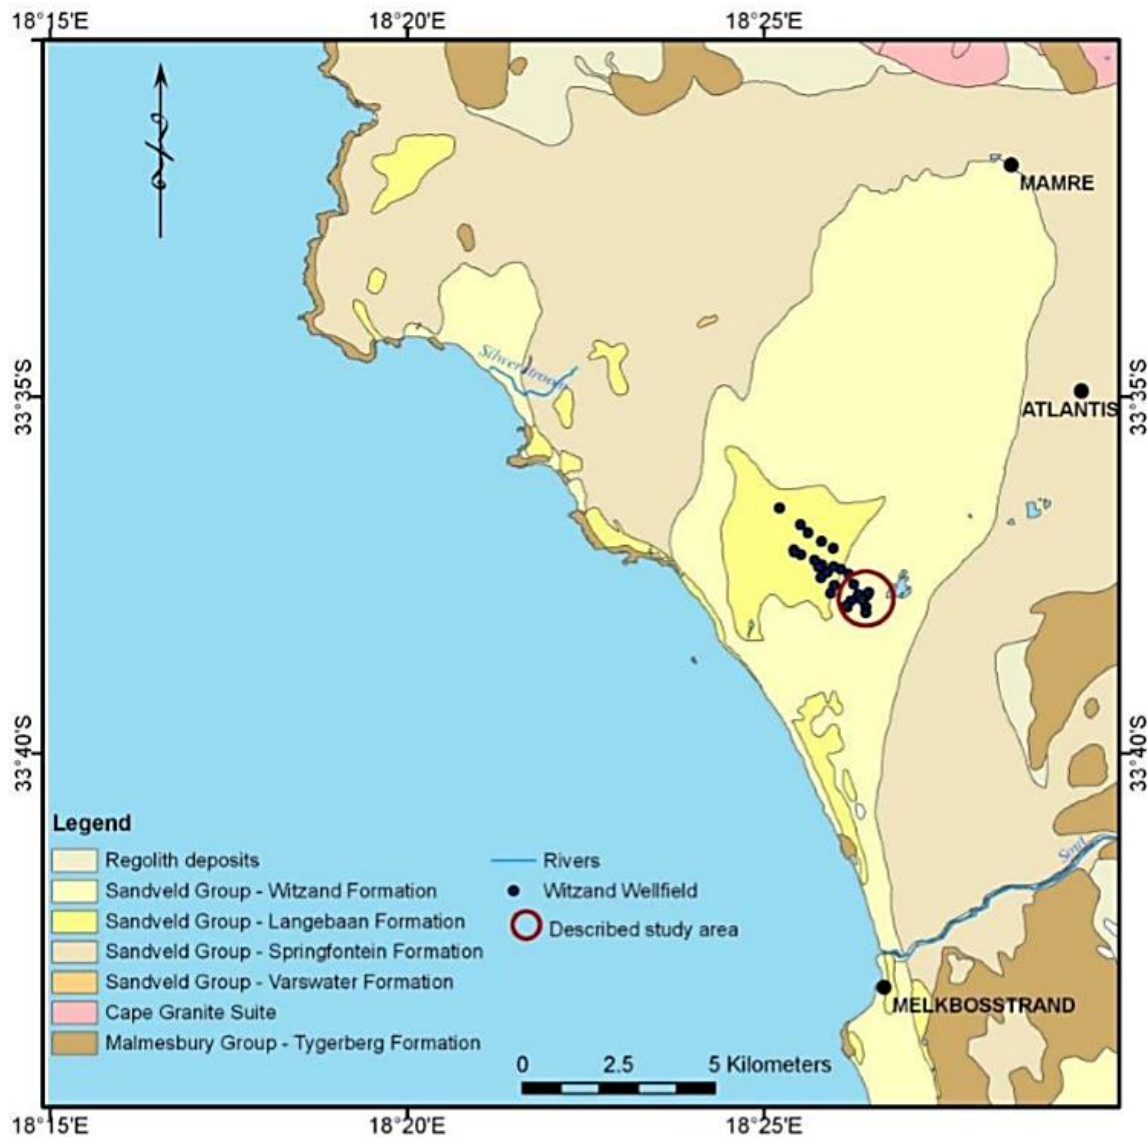 18°15'E 18°20'E 18°25'E
N
MAMRE
Silwerstroom
33°35'S 33°35'S
ATLANTIS
33°40'S 33°40'S
Legend
Regolith deposits
Sandveld Group - Witzand Formation
Sandveld Group - Langebaan Formation
Sandveld Group - Springfontein Formation
Sandveld Group - Varswater Formation
Cape Granite Suite
Malmesbury Group - Tygerberg Formation
Rivers
Witzand Wellfield
Described study area
Sout
MELKBOSSTRAND
0 2.5 5 Kilometers
18°15'E 18°20'E 18°25'E